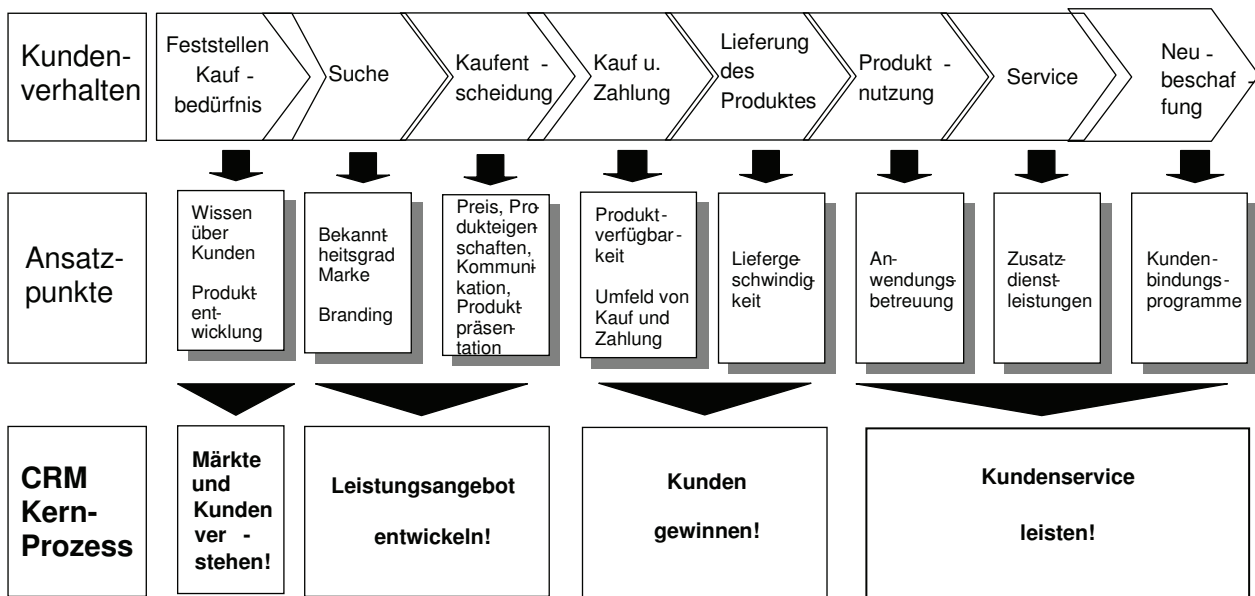 Kunden-
verhalten
Feststellen
Kauf -
bedürfnis
Suche
Kaufent -
scheidung
Kauf u.
Zahlung
Lieferung
des
Produktes
Produkt -
nutzung
Service
Neu -
beschaf -
fung
Ansatz-
punkte
Wissen
über
Kunden
Produkt-
ent-
wicklung
Bekannt-
heitsgrad
Marke
Branding
Preis, Pro-
dukteigen-
schaften,
Kommuni-
kation,
Produkt-
präsen-
tation
Produkt-
verfügbar-
keit
Umfeld von
Kauf und
Zahlung
Lieferge-
schwindig-
keit
An-
wendungs-
betreuung
Zusatz-
dienst-
leistungen
Kunden-
bindungs-
programme
CRM
Kern-
Prozess
Märkte
und
Kunden
ver -
stehen!
Leistungsangebot
entwickeln!
Kunden
gewinnen!
Kundenservice
leisten!